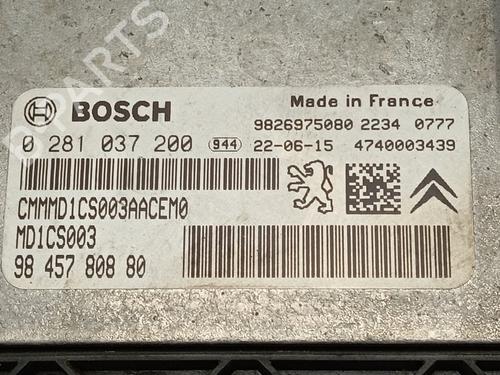 BOSCH
Made in France
9826975080 2234 0777
0 281 037 200 944 22-06-15 4740003439
CMMMD1CS003AACEM0
MD1CS003
98 457 808 80